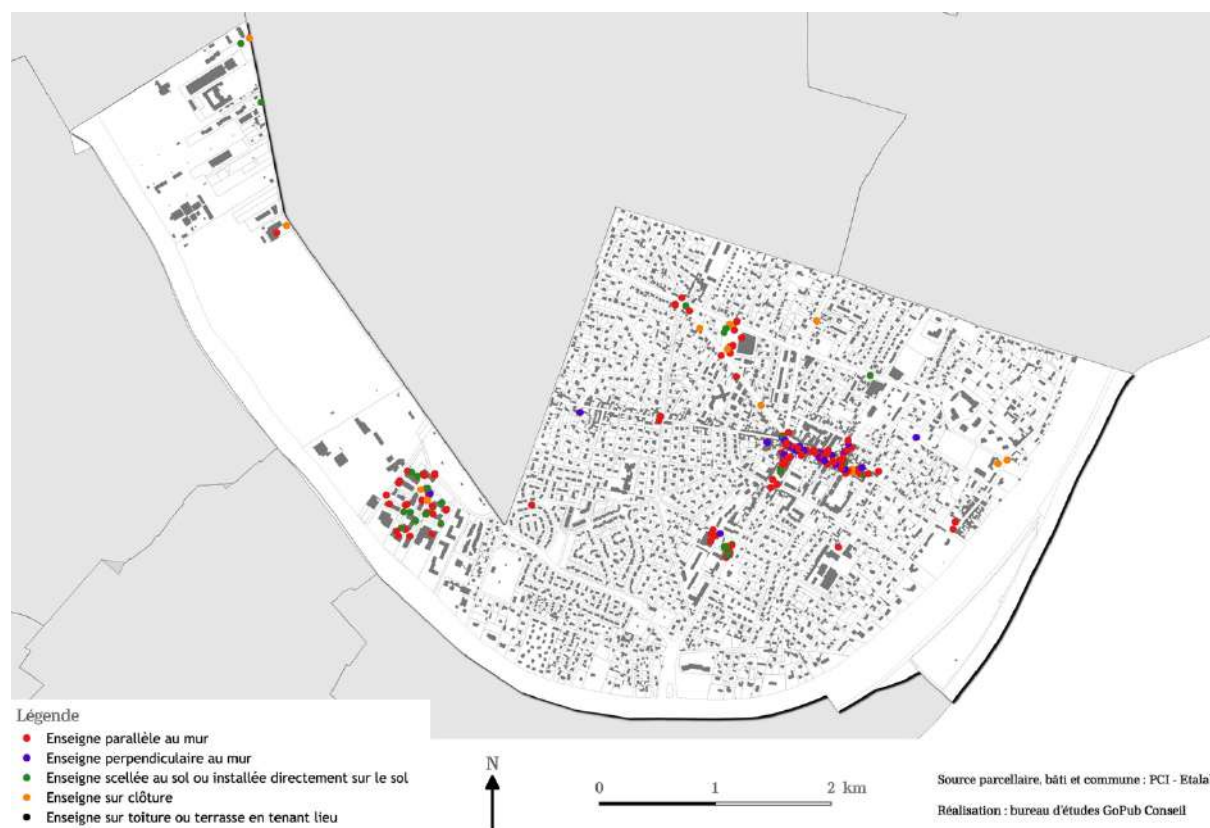 Légende
Enseigne parallèle au mur
Enseigne perpendiculaire au mur
Enseigne scellée au sol ou installée directement sur le sol
Enseigne sur clôture
Enseigne sur toiture ou terrasse en tenant lieu
N
0 1 2 km
Source parcellaire, bâti et commune : PCI - Etala
Réalisation : bureau d'études GoPub Conseil